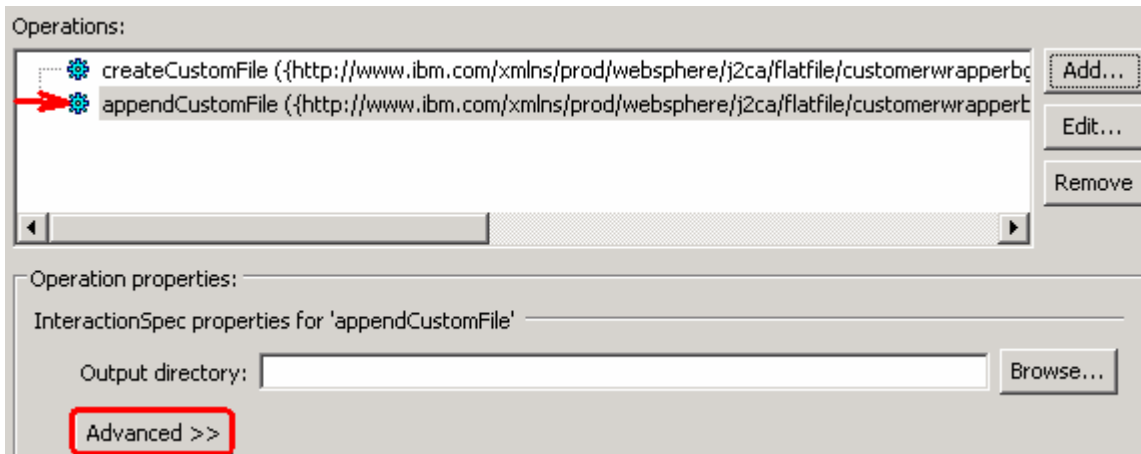 Operations:
createCustomFile ({http://www.ibm.com/xmlns/prod/websphere/j2ca/flatfile/customerwrapperbg
Add...
appendCustomFile ({http://www.ibm.com/xmlns/prod/websphere/j2ca/flatfile/customerwrapperb
Edit...
Remove
Operation properties:
InteractionSpec properties for 'appendCustomFile'
Output directory:
Browse...
Advanced >>